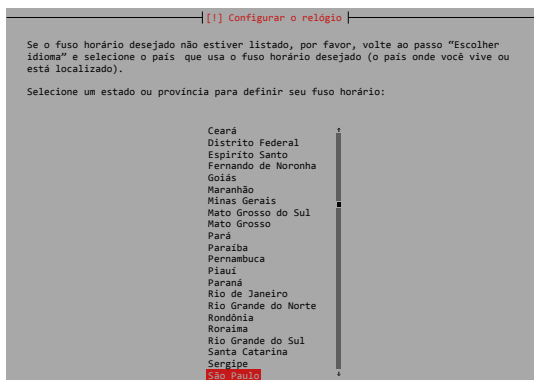 [!] Configurar o relógio
Se o fuso horário desejado não estiver listado, por favor, volte ao passo “Escolher
idioma” e selecione o país que usa o fuso horário desejado (o país onde você vive ou
está localizado).
Selecione um estado ou província para definir seu fuso horário:
Ceará
Distrito Federal
Espiríto Santo
Fernando de Noronha
Goiás
Maranhão
Minas Gerais
Mato Grosso do Sul
Mato Grosso
Pará
Paraíba
Pernambuca
Piauí
Paraná
Rio de Janeiro
Rio Grande do Norte
Rondônia
Roraima
Rio Grande do Sul
Santa Catarina
Sergipe
São Paulo